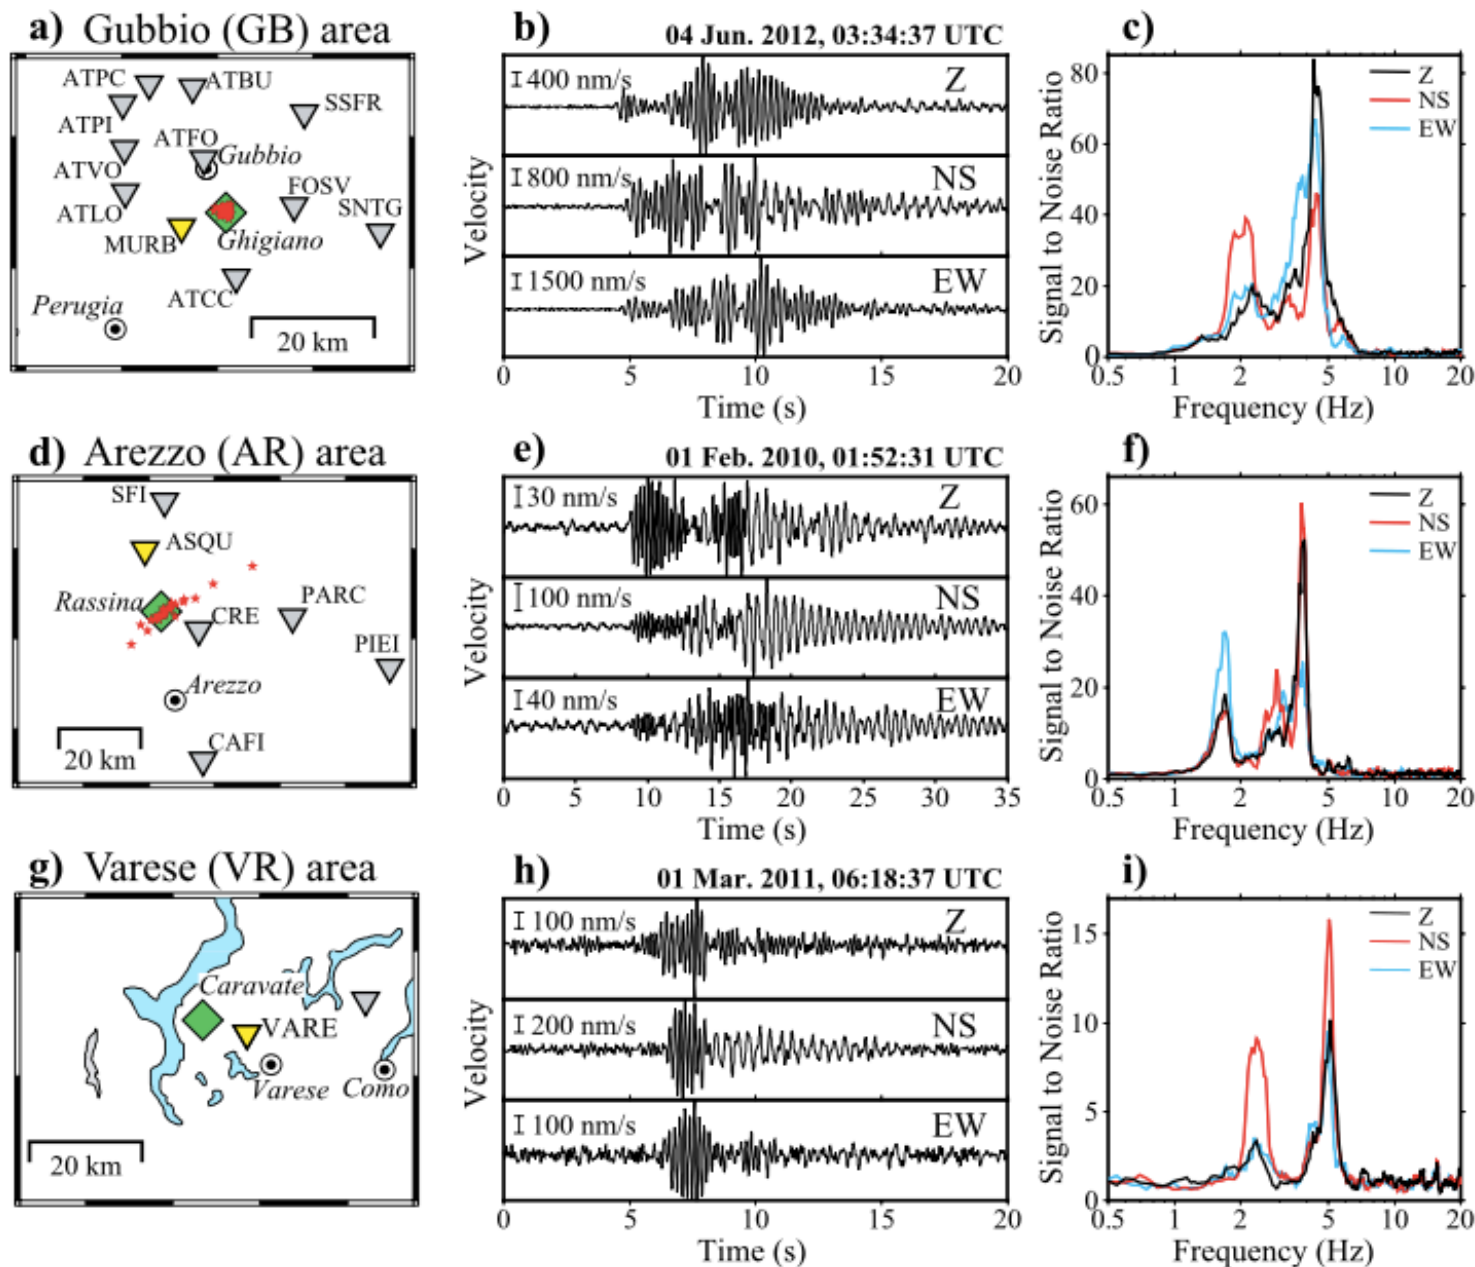 a) Gubbio (GB) area
ATPC
ATBU
SSFR
ATPI
ATFO
Gubbio
ATVO
FOSV
SNTG
ATLO
MURB
Ghigiano
ATCC
Perugia
20 km
b) 04 Jun. 2012, 03:34:37 UTC
400 nm/s Z
800 nm/s NS
1500 nm/s EW
Velocity
0 5 10 15 20
Time (s)
c)
Z
NS
EW
Signal to Noise Ratio
80
60
40
20
0
0.5 1 2 5 10 20
Frequency (Hz)
d) Arezzo (AR) area
SFI
ASQU
Rassina
CRE
PARC
PIEI
Arezzo
CAFI
20 km
e) 01 Feb. 2010, 01:52:31 UTC
30 nm/s Z
100 nm/s NS
40 nm/s EW
Velocity
0 5 10 15 20 25 30 35
Time (s)
f)
Z
NS
EW
Signal to Noise Ratio
60
40
20
0
0.5 1 2 5 10 20
Frequency (Hz)
g) Varese (VR) area
Caravate
VARE
Varese
Como
20 km
h) 01 Mar. 2011, 06:18:37 UTC
100 nm/s Z
200 nm/s NS
100 nm/s EW
Velocity
0 5 10 15 20
Time (s)
i)
Z
NS
EW
Signal to Noise Ratio
15
10
5
0
0.5 1 2 5 10 20
Frequency (Hz)